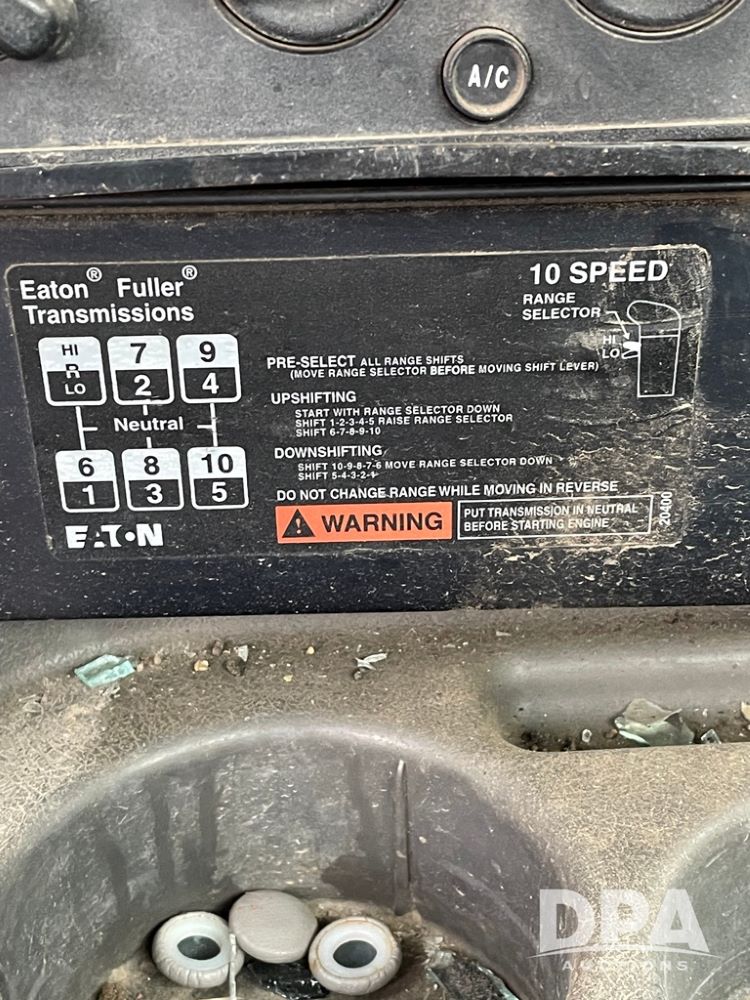 A/C
Eaton® Fuller®
Transmissions
10 SPEED
RANGE
SELECTOR
HI
LO
HI
R
LO
7
2
9
4
Neutral
6
1
8
3
10
5
EATON
PRE-SELECT ALL RANGE SHIFTS
(MOVE RANGE SELECTOR BEFORE MOVING SHIFT LEVER)
UPSHIFTING
START WITH RANGE SELECTOR DOWN
SHIFT 1-2-3-4-5 RAISE RANGE SELECTOR
SHIFT 6-7-8-9-10
DOWNSHIFTING
SHIFT 10-9-8-7-6 MOVE RANGE SELECTOR DOWN
SHIFT 5-4-3-2-1
DO NOT CHANGE RANGE WHILE MOVING IN REVERSE
WARNING
PUT TRANSMISSION IN NEUTRAL
BEFORE STARTING ENGINE
20400
DPA
AUCTIONS